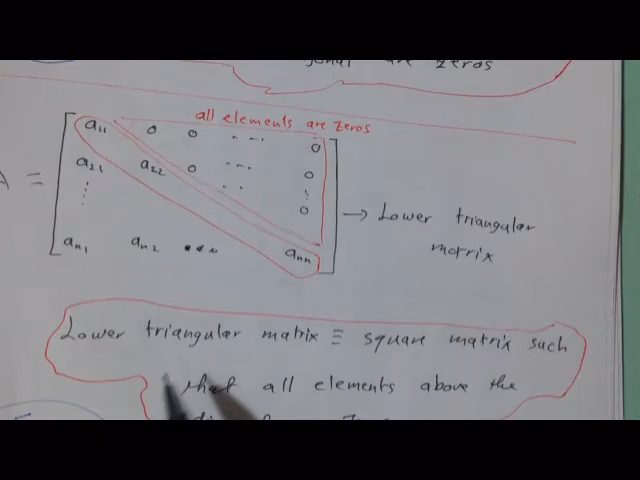 gonal are zeros
all elements are zeros
a11 0 0 ... 0
A = a21 a22 0 ... 0
⋮ .. ⋮
0
→ Lower triangular
matrix
an1 an2 ... ann
Lower triangular matrix ≡ square matrix such
that all elements above the